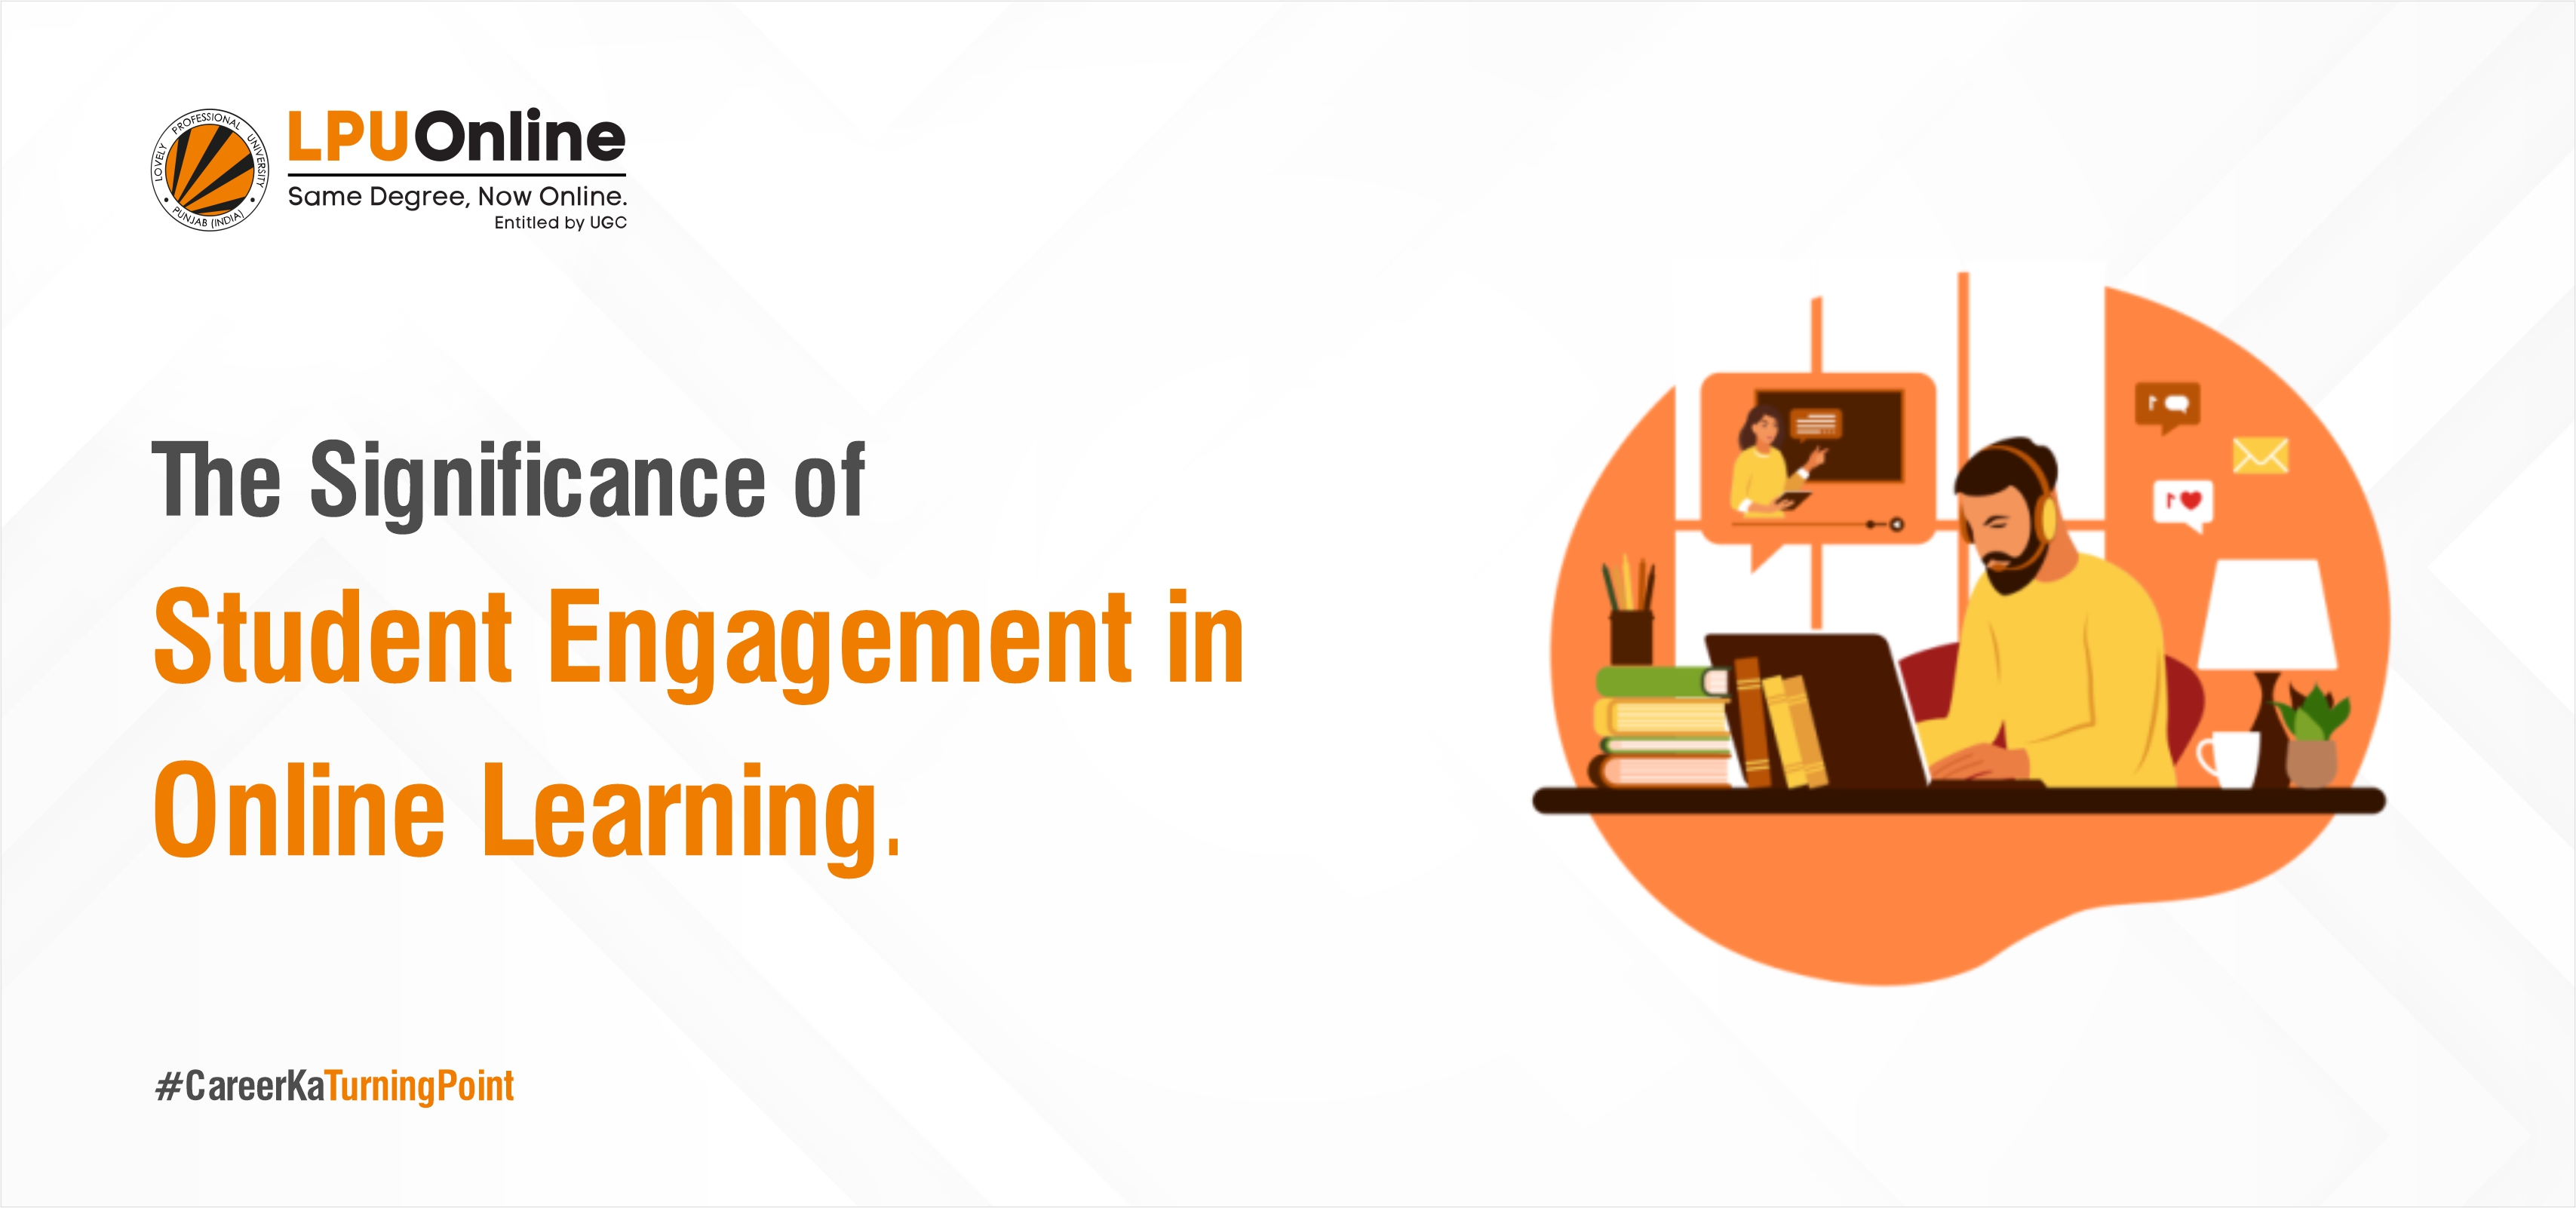 LOVELY PROFESSIONAL UNIVERSITY
PUNJAB (INDIA)
LPUOnline
Same Degree, Now Online.
Entitled by UGC
The Significance of
Student Engagement in
Online Learning.
#CareerKaTurningPoint